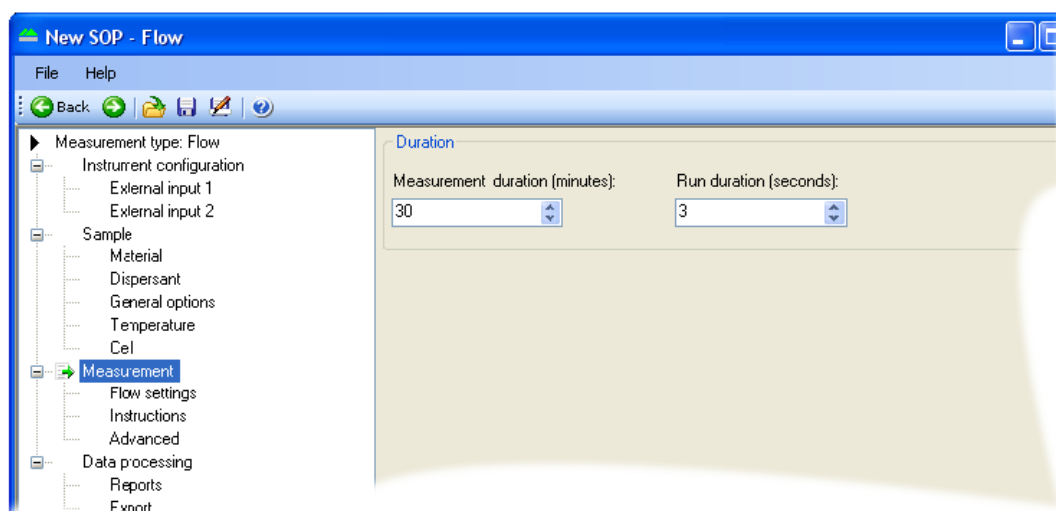 New SOP - Flow
File Help
Back
Measurement type: Flow
Instrument configuration
External input 1
External input 2
Sample
Material
Dispersant
General options
Temperature
Cell
Measurement
Flow settings
Instructions
Advanced
Data processing
Reports
Export
Duration
Measurement duration (minutes):
Run duration (seconds):
30
3